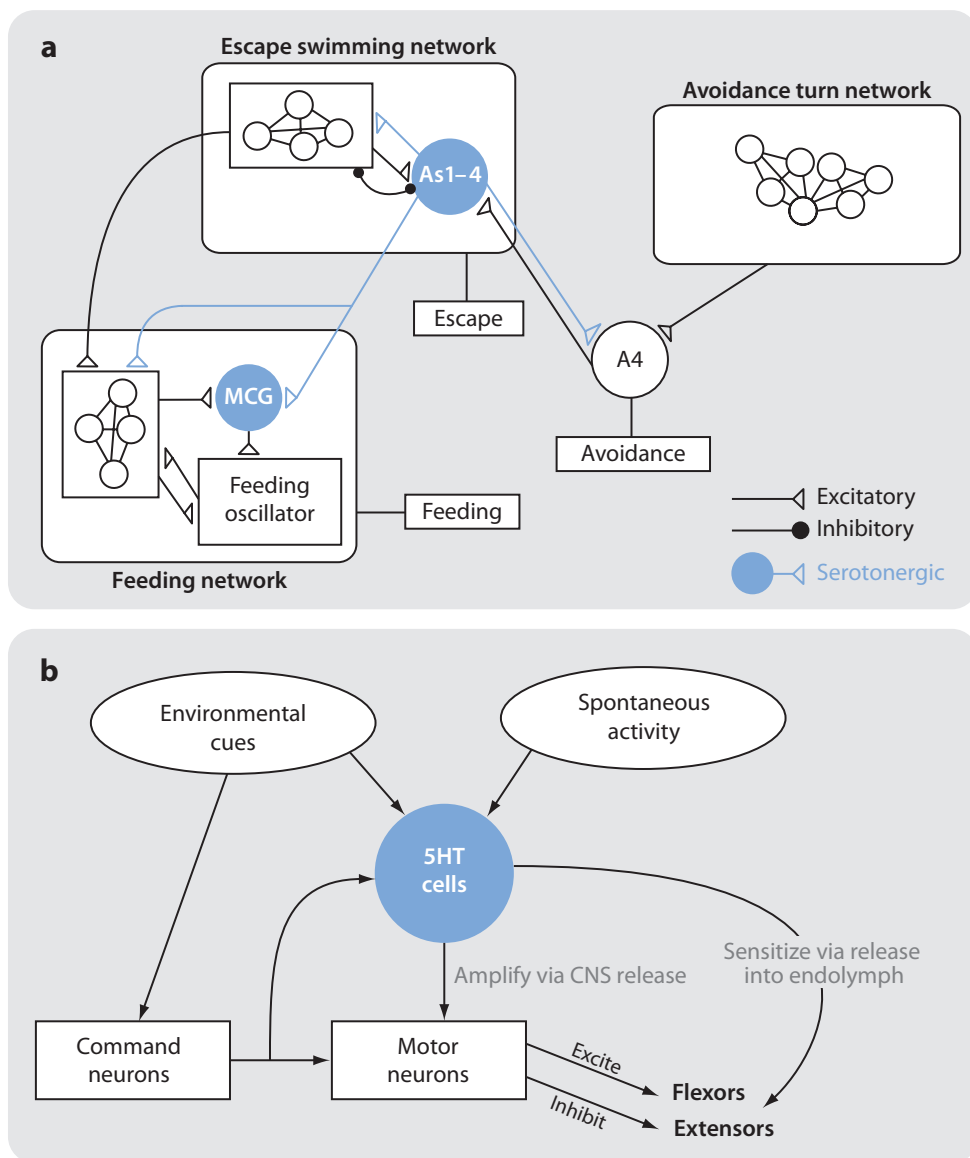 a
Escape swimming network
Avoidance turn network
As1–4
Escape
A4
MCG
Avoidance
Feeding
oscillator
Feeding
Feeding network
Excitatory
Inhibitory
Serotonergic
b
Environmental
cues
Spontaneous
activity
5HT
cells
Amplify via CNS release
Sensitize via release
into endolymph
Command
neurons
Motor
neurons
Excite
Inhibit
Flexors
Extensors